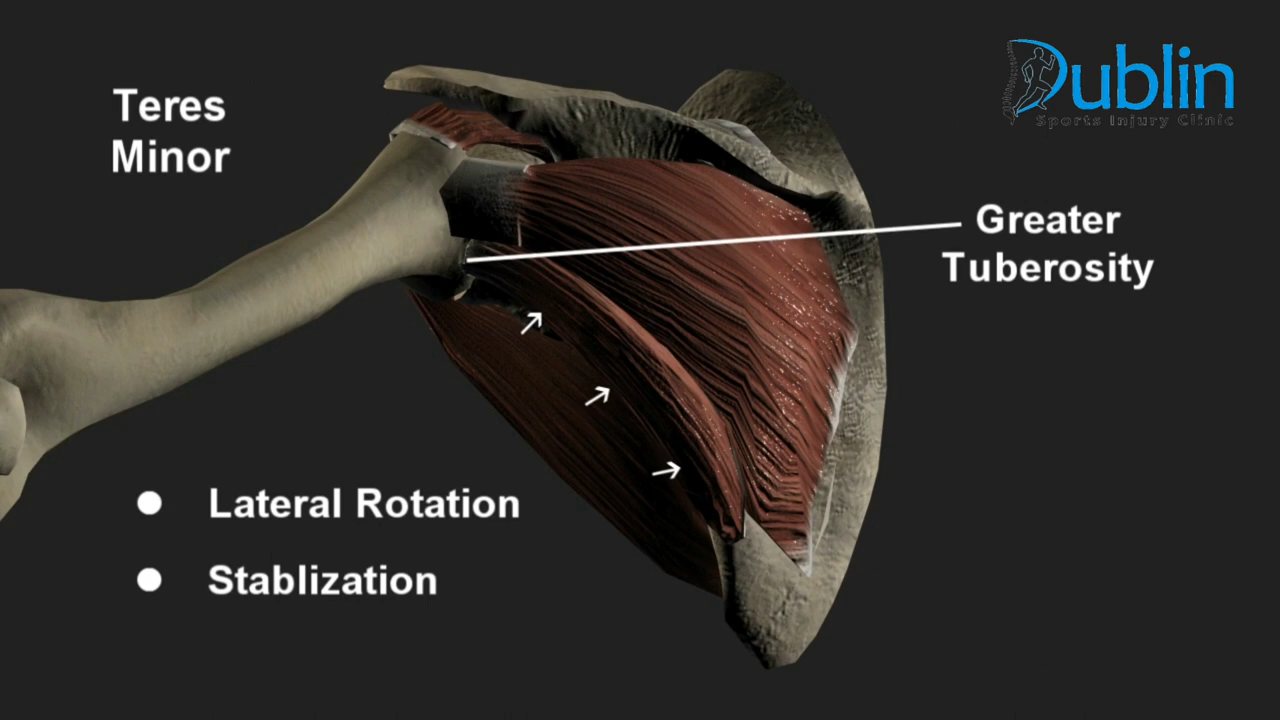 Dublin
Sports Injury Clinic
Teres
Minor
Greater
Tuberosity
● Lateral Rotation
● Stablization